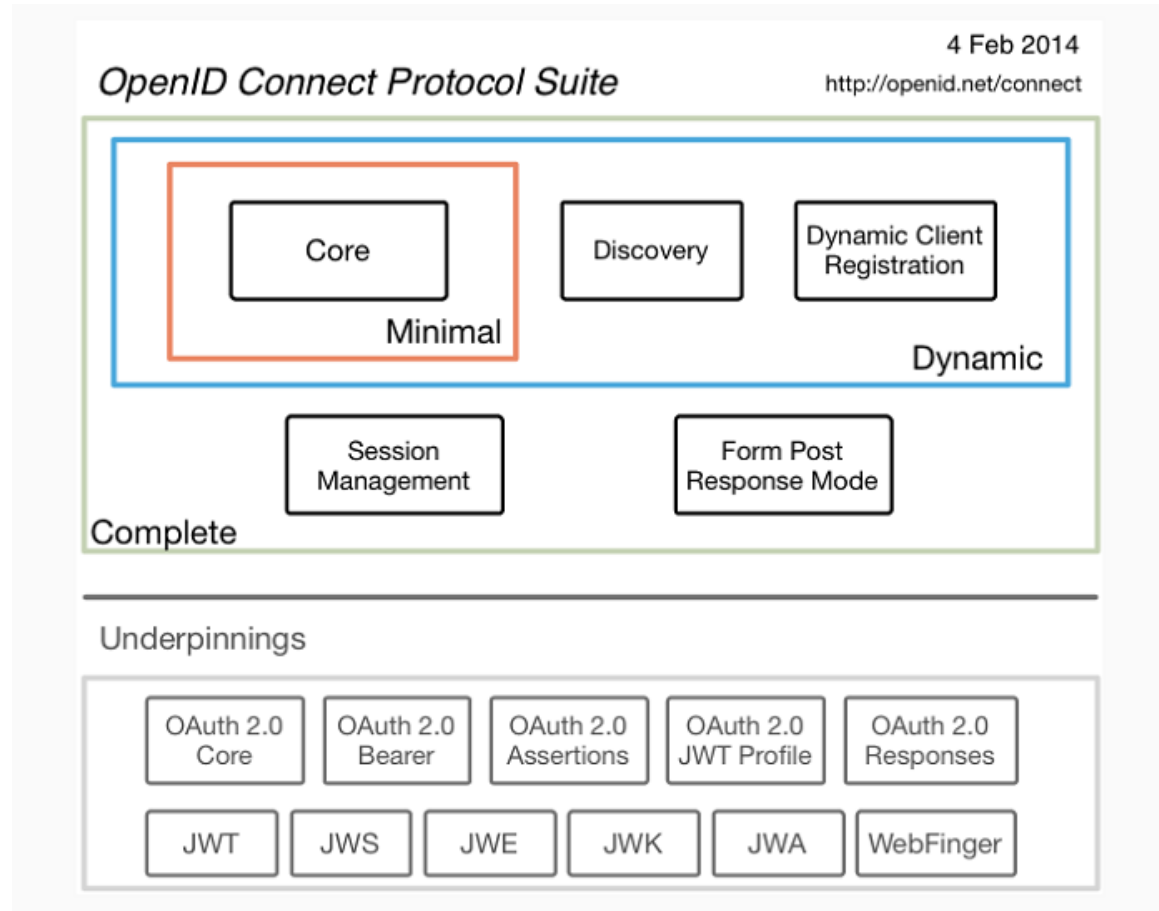 4 Feb 2014
OpenID Connect Protocol Suite
http://openid.net/connect
Core
Minimal
Discovery
Dynamic Client
Registration
Dynamic
Session
Management
Form Post
Response Mode
Complete
Underpinnings
OAuth 2.0
Core
OAuth 2.0
Bearer
OAuth 2.0
Assertions
OAuth 2.0
JWT Profile
OAuth 2.0
Responses
JWT
JWS
JWE
JWK
JWA
WebFinger